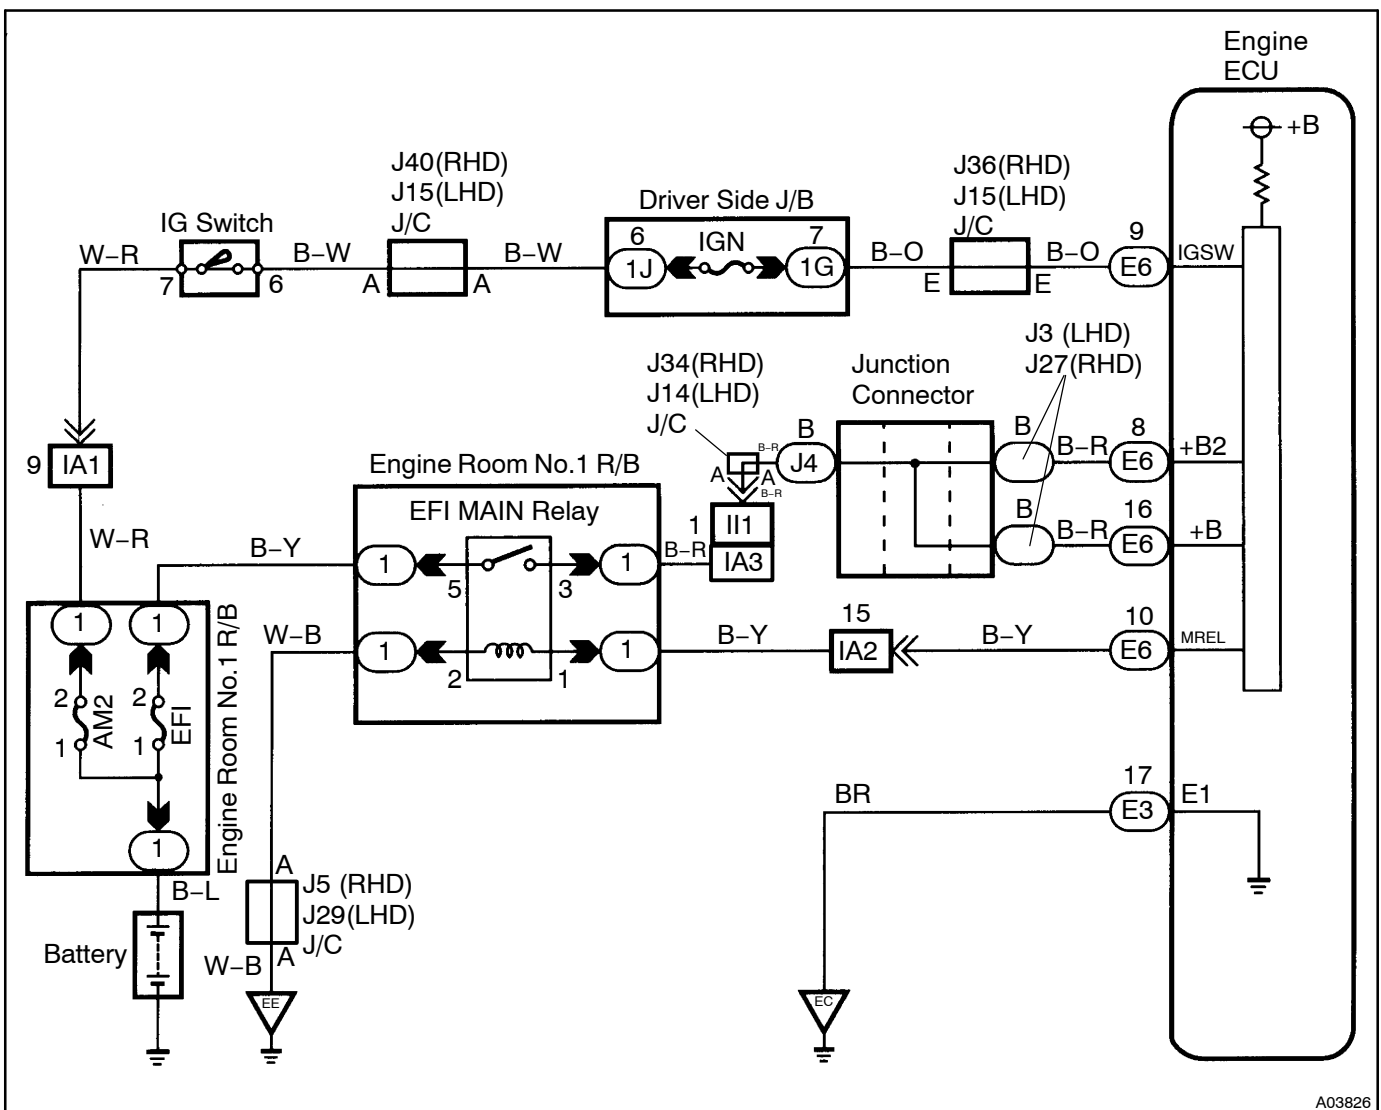 Engine
ECU
+B
J40(RHD)
J15(LHD)
J/C
J36(RHD)
J15(LHD)
J/C
Driver Side J/B
IG Switch
W-R
7
6
B-W
A
A
B-W
6
1J
IGN
7
1G
B-O
E
E
B-O
9
E6
IGSW
J3 (LHD)
J27(RHD)
J34(RHD)
J14(LHD)
J/C
Junction
Connector
9
IA1
Engine Room No.1 R/B
EFI MAIN Relay
A
A
B-R
B-R
B
J4
B
B-R
8
E6
+B2
1
II1
IA3
B
B-R
16
E6
+B
W-R
B-Y
1
5
3
1
B-R
W-B
1
2
1
1
B-Y
15
IA2
B-Y
10
E6
MREL
1
1
2
1
AM2
2
1
EFI
1
Engine Room No.1 R/B
B-L
Battery
A
J5 (RHD)
J29(LHD)
J/C
A
W-B
EE
BR
17
E3
E1
EC
A03826